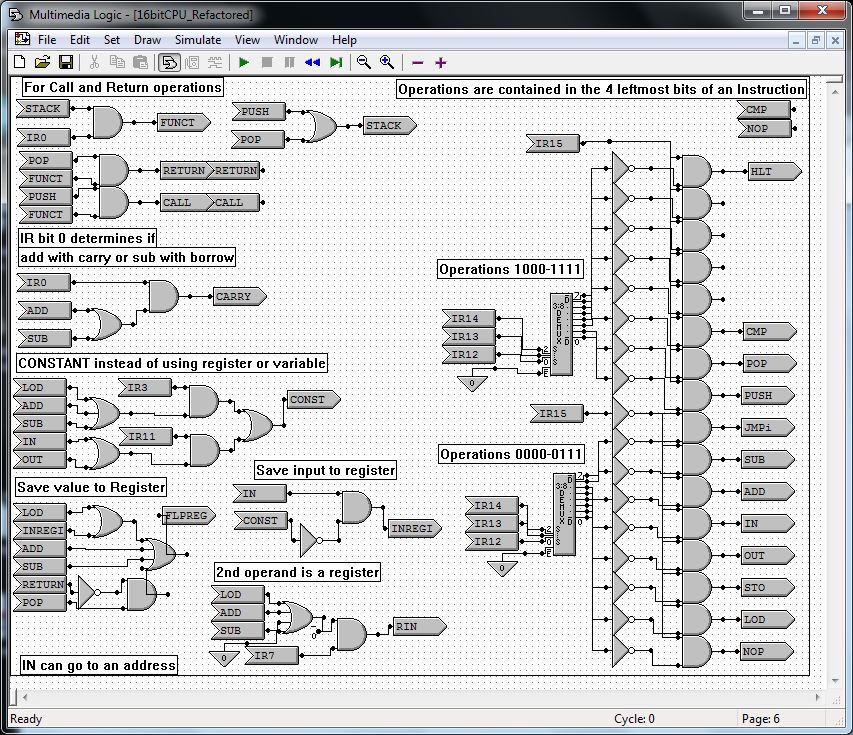 Multimedia Logic - [16bitCPU_Refactored]
File Edit Set Draw Simulate View Window Help
For Call and Return operations
STACK
IR0
FUNCT
PUSH
POP
STACK
POP
FUNCT
PUSH
FUNCT
RETURN RETURN
CALL CALL
IR bit 0 determines if
add with carry or sub with borrow
IR0
ADD
SUB
CARRY
CONSTANT instead of using register or variable
LOD
ADD
SUB
IN
OUT
IR3
IR11
CONST
Save value to Register
LOD
INREGI
ADD
SUB
RETURN
POP
FLPREG
Save input to register
IN
CONST
INREGI
2nd operand is a register
LOD
ADD
SUB
0
IR7
0
RIN
IN can go to an address
Operations are contained in the 4 leftmost bits of an Instruction
CMP
NOP
IR15
Operations 1000-1111
IR14
IR13
IR12
0
3:8
DEMUX
IR15
Operations 0000-0111
IR14
IR13
IR12
0
3:8
DEMUX
HLT
CMP
POP
PUSH
JMPi
SUB
ADD
IN
OUT
STO
LOD
NOP
Ready Cycle: 0 Page: 6